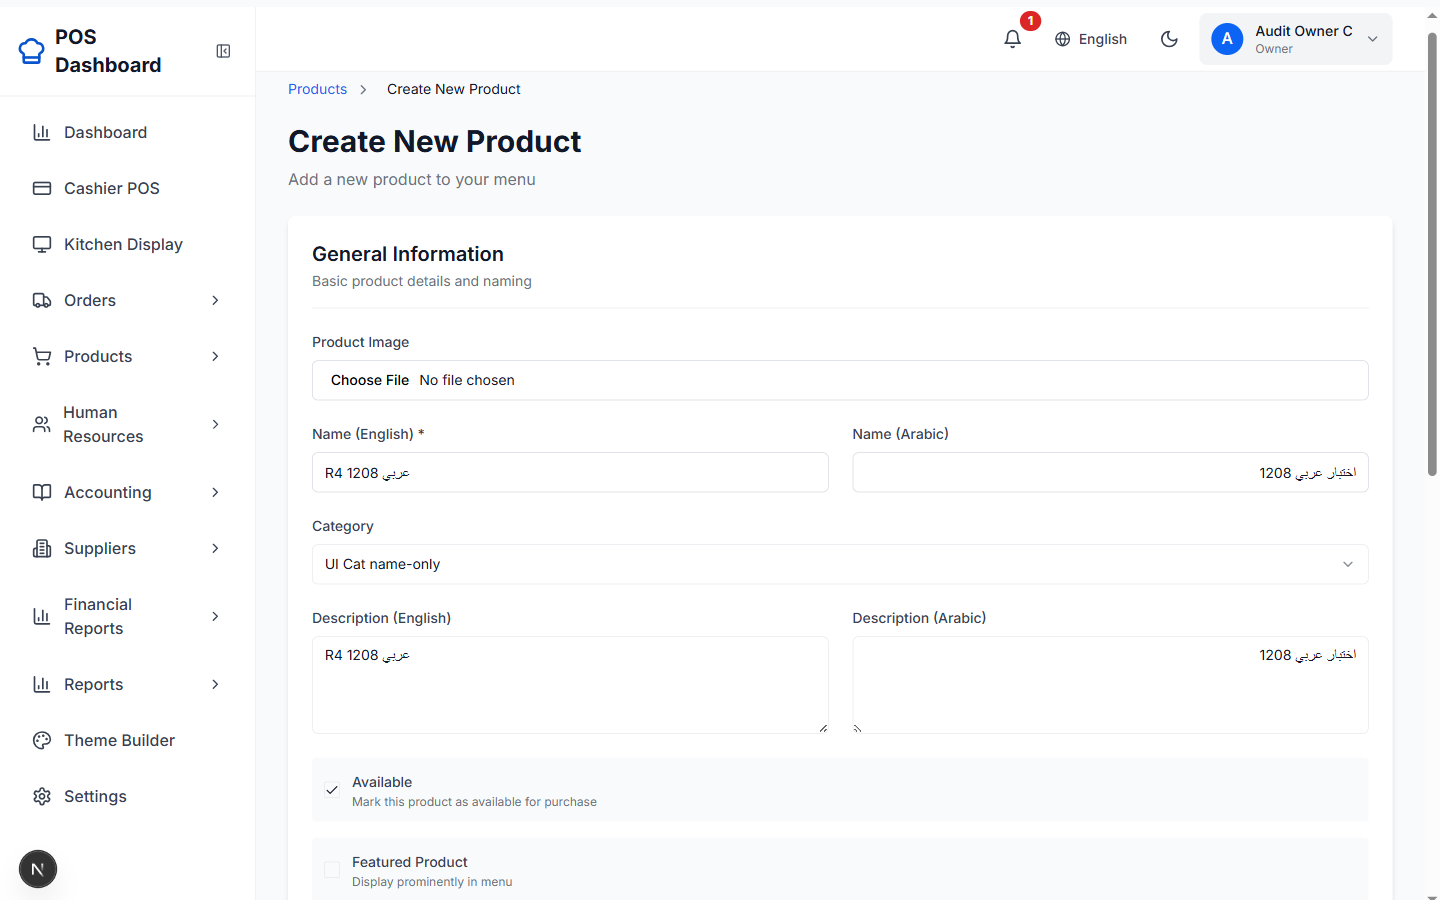 POS
Dashboard
1
English
A
Audit Owner C
Owner
Dashboard
Cashier POS
Kitchen Display
Orders
Products
Human
Resources
Accounting
Suppliers
Financial
Reports
Reports
Theme Builder
Settings
N
Products > Create New Product
Create New Product
Add a new product to your menu
General Information
Basic product details and naming
Product Image
Choose File No file chosen
Name (English) *
Name (Arabic)
R4 1208 عربي
اختبار عربي 1208
Category
UI Cat name-only
Description (English)
Description (Arabic)
R4 1208 عربي
اختبار عربي 1208
Available
Mark this product as available for purchase
Featured Product
Display prominently in menu